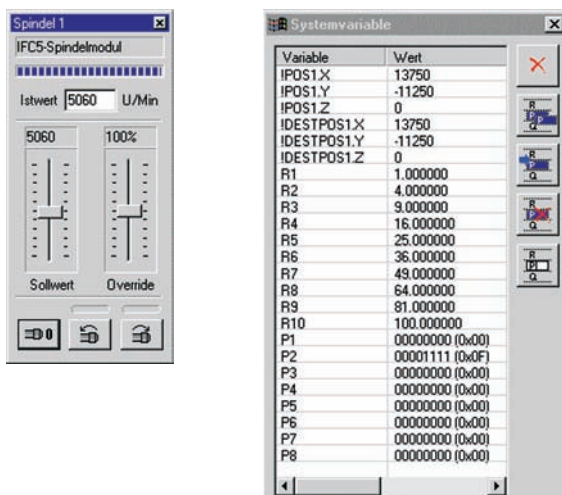 Spindel 1
IFC5-Spindelmodul
Istwert 5060 U/Min
5060 100%
Sollwert Override
0
Systemvariable
Variable Wert
!POS1.X 13750
!POS1.Y -11250
!POS1.Z 0
!DESTPOS1.X 13750
!DESTPOS1.Y -11250
!DESTPOS1.Z 0
R1 1.000000
R2 4.000000
R3 9.000000
R4 16.000000
R5 25.000000
R6 36.000000
R7 49.000000
R8 64.000000
R9 81.000000
R10 100.000000
P1 00000000 (0x00)
P2 00001111 (0x0F)
P3 00000000 (0x00)
P4 00000000 (0x00)
P5 00000000 (0x00)
P6 00000000 (0x00)
P7 00000000 (0x00)
P8 00000000 (0x00)
R
P P
Q
R
P
Q
R
P
Q
R
P
Q